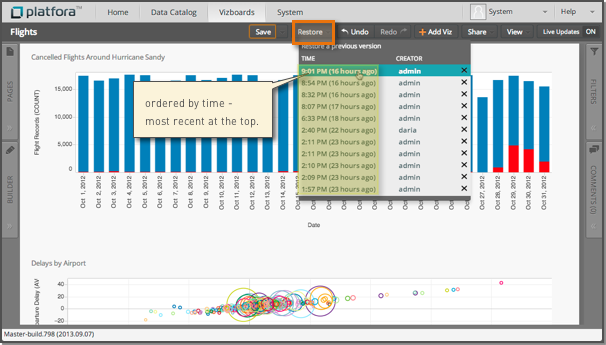 platfora™
Home
Data Catalog
Vizboards
System
System
Help
Flights
Save
Restore
Undo
Redo
+ Add Viz
Share
View
Live Updates
ON
Restore a previous version
TIME
CREATOR
9:01 PM (16 hours ago) admin
8:54 PM (16 hours ago) admin
8:32 PM (16 hours ago) admin
8:07 PM (17 hours ago) admin
6:33 PM (18 hours ago) admin
2:40 PM (22 hours ago) daria
2:11 PM (23 hours ago) admin
2:11 PM (23 hours ago) admin
2:10 PM (23 hours ago) admin
2:09 PM (23 hours ago) admin
1:57 PM (23 hours ago) admin
ordered by time -
most recent at the top.
PAGES
BUILDER
FILTERS
COMMENTS (0)
Cancelled Flights Around Hurricane Sandy
Flight Records (COUNT)
15,000
10,000
5,000
0
Oct 1, 2012
Oct 2, 2012
Oct 3, 2012
Oct 4, 2012
Oct 5, 2012
Oct 6, 2012
Oct 7, 2012
Oct 8, 2012
Oct 9, 2012
Oct 10, 2012
Oct 11, 2012
Oct 12, 2012
Oct 13, 2012
Oct 14, 2012
Oct 27, 2012
Oct 28, 2012
Oct 29, 2012
Oct 30, 2012
Oct 31, 2012
Date
Delays by Airport
arture Delay (AV
40
20
0
−20
Master-build.798 (2013.09.07)